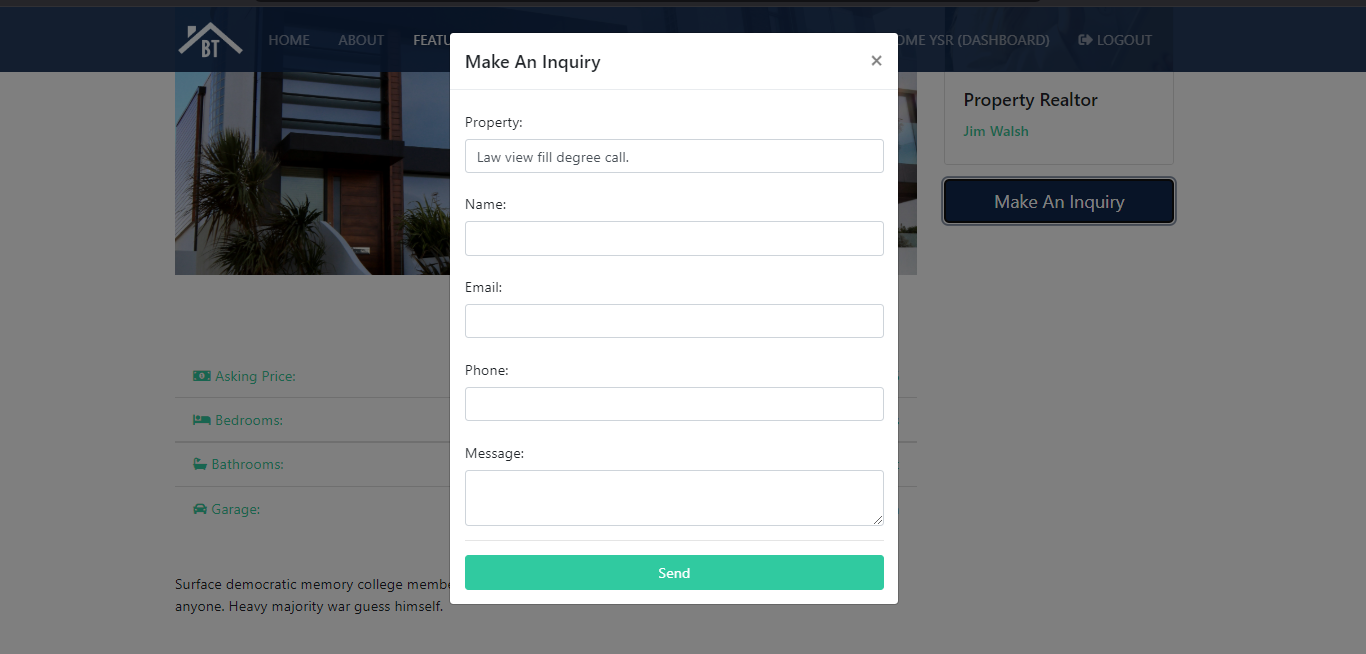 BT
HOME
ABOUT
FEATU
OME YSR (DASHBOARD)
LOGOUT
Make An Inquiry
×
Property:
Law view fill degree call.
Name:
Email:
Phone:
Message:
Send
Property Realtor
Jim Walsh
Make An Inquiry
Asking Price:
Bedrooms:
Bathrooms:
Garage:
Surface democratic memory college membe
anyone. Heavy majority war guess himself.